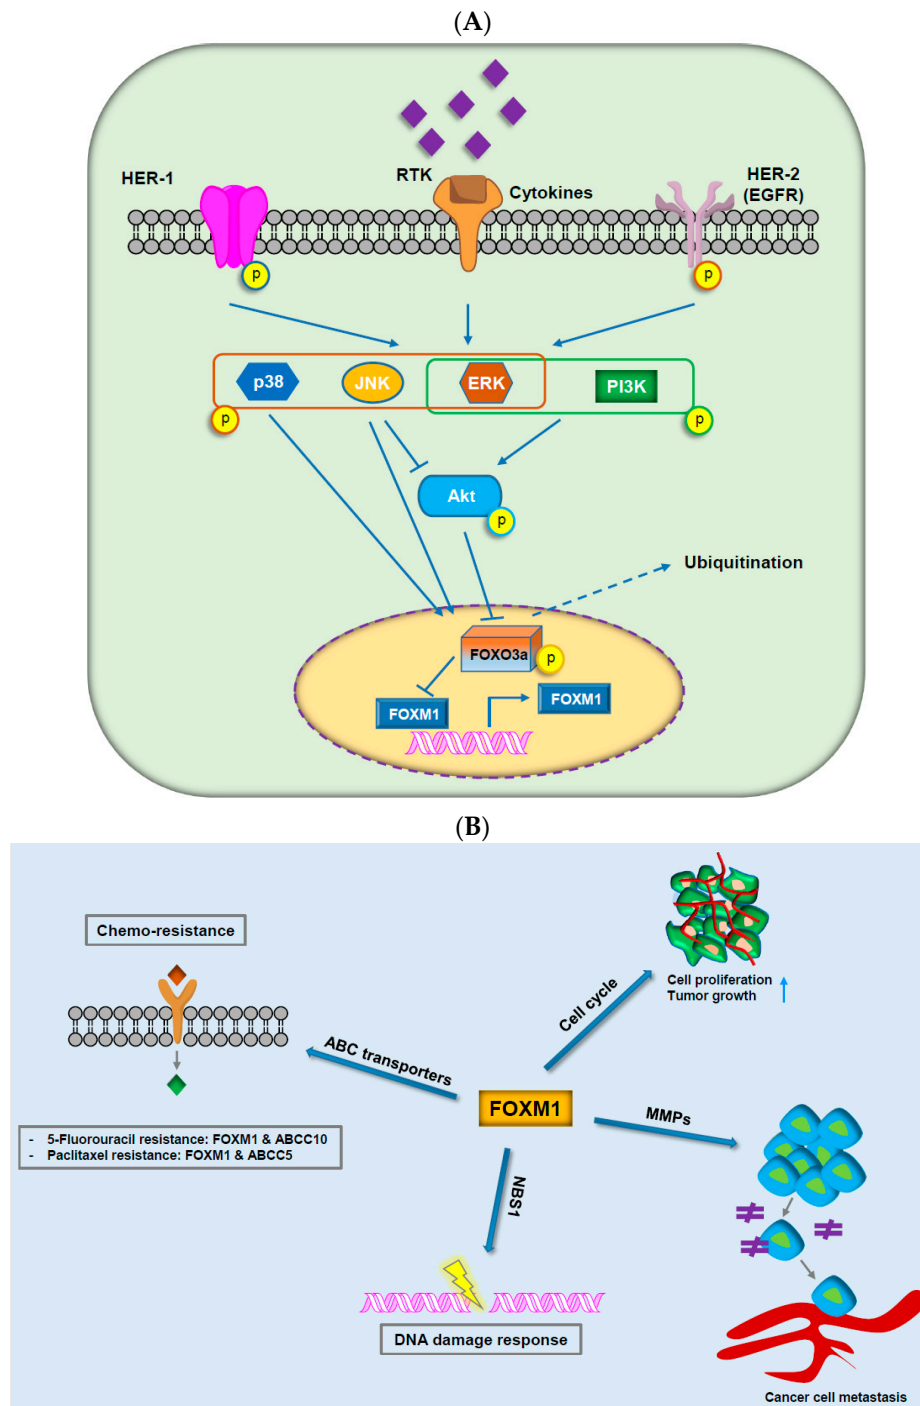 (A)
HER-1
RTK
Cytokines
HER-2
(EGFR)
p
p
p38
JNK
ERK
PI3K
p
p
Akt
p
Ubiquitination
FOXO3a
p
FOXM1
FOXM1
(B)
Chemo-resistance
Cell proliferation
Tumor growth
Cell cycle
ABC transporters
FOXM1
MMPs
- 5-Fluorouracil resistance: FOXM1 & ABCC10
- Paclitaxel resistance: FOXM1 & ABCC5
NBS1
DNA damage response
Cancer cell metastasis